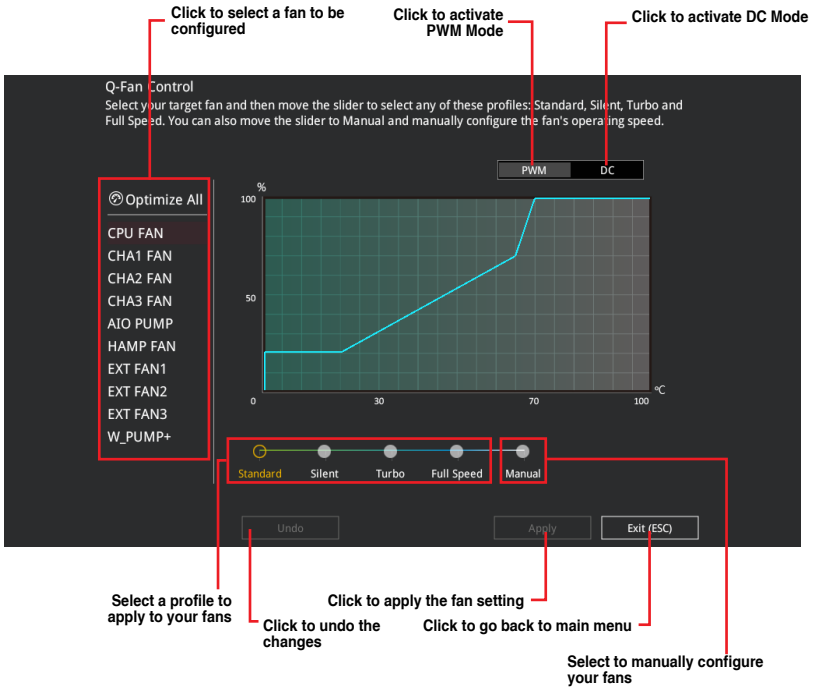 Click to select a fan to be
configured
Click to activate
PWM Mode
Click to activate DC Mode
Q-Fan Control
Select your target fan and then move the slider to select any of these profiles: Standard, Silent, Turbo and
Full Speed. You can also move the slider to Manual and manually configure the fan's operating speed.
PWM
DC
Optimize All
CPU FAN
CHA1 FAN
CHA2 FAN
CHA3 FAN
AIO PUMP
HAMP FAN
EXT FAN1
EXT FAN2
EXT FAN3
W_PUMP+
%
100
50
0
30
70
100
ºC
Standard
Silent
Turbo
Full Speed
Manual
Undo
Apply
Exit (ESC)
Select a profile to
apply to your fans
Click to undo the
changes
Click to apply the fan setting
Click to go back to main menu
Select to manually configure
your fans